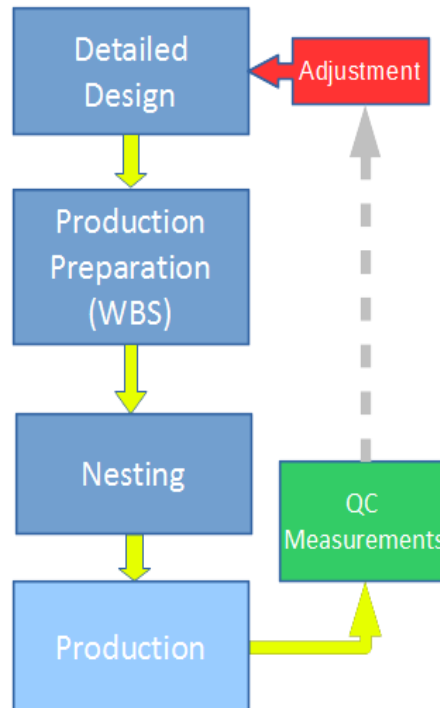 Detailed
Design
Adjustment
Production
Preparation
(WBS)
Nesting
QC
Measurements
Production